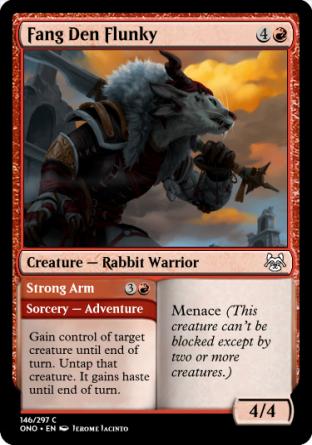 Fang Den Flunky 4
Creature — Rabbit Warrior
Strong Arm 3
Sorcery — Adventure
Gain control of target
creature until end of
turn. Untap that
creature. It gains haste
until end of turn.
Menace (This
creature can't be
blocked except by
two or more
creatures.)
4/4
146/297 C
ONO • EN Jerome Jacinto